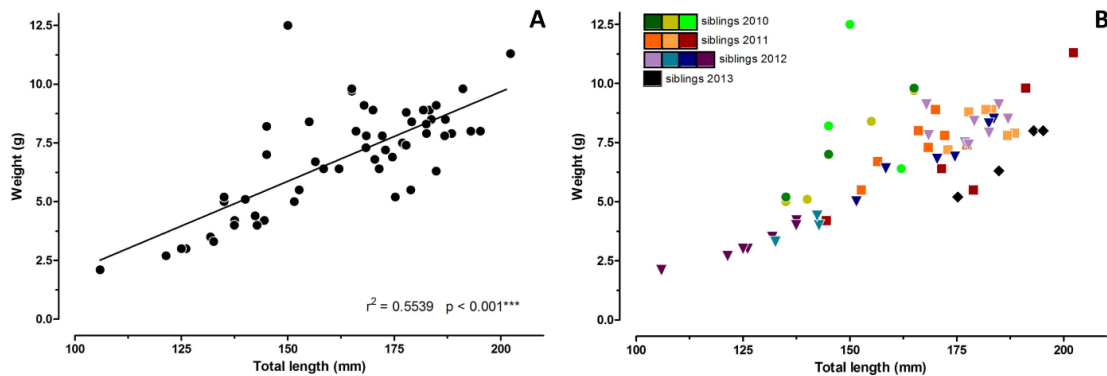 A
Weight (g)
12.5
10.0
7.5
5.0
2.5
0.0
r² = 0.5539 p < 0.001***
100 125 150 175 200
Total length (mm)
B
siblings 2010
siblings 2011
siblings 2012
siblings 2013
Weight (g)
12.5
10.0
7.5
5.0
2.5
0.0
100 125 150 175 200
Total length (mm)